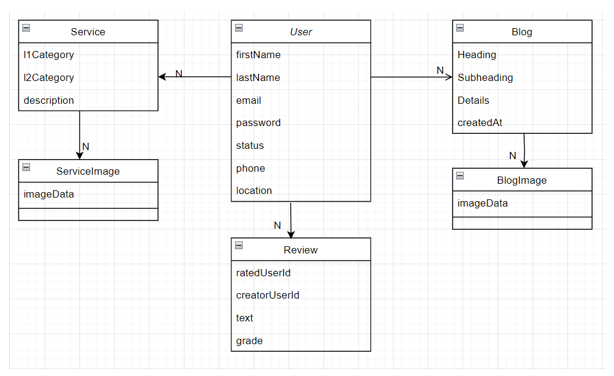 Service
l1Category
l2Category
description
N
ServiceImage
imageData
User
firstName
lastName
email
password
status
phone
location
N
N
N
Review
ratedUserId
creatorUserId
text
grade
Blog
Heading
Subheading
Details
createdAt
N
BlogImage
imageData